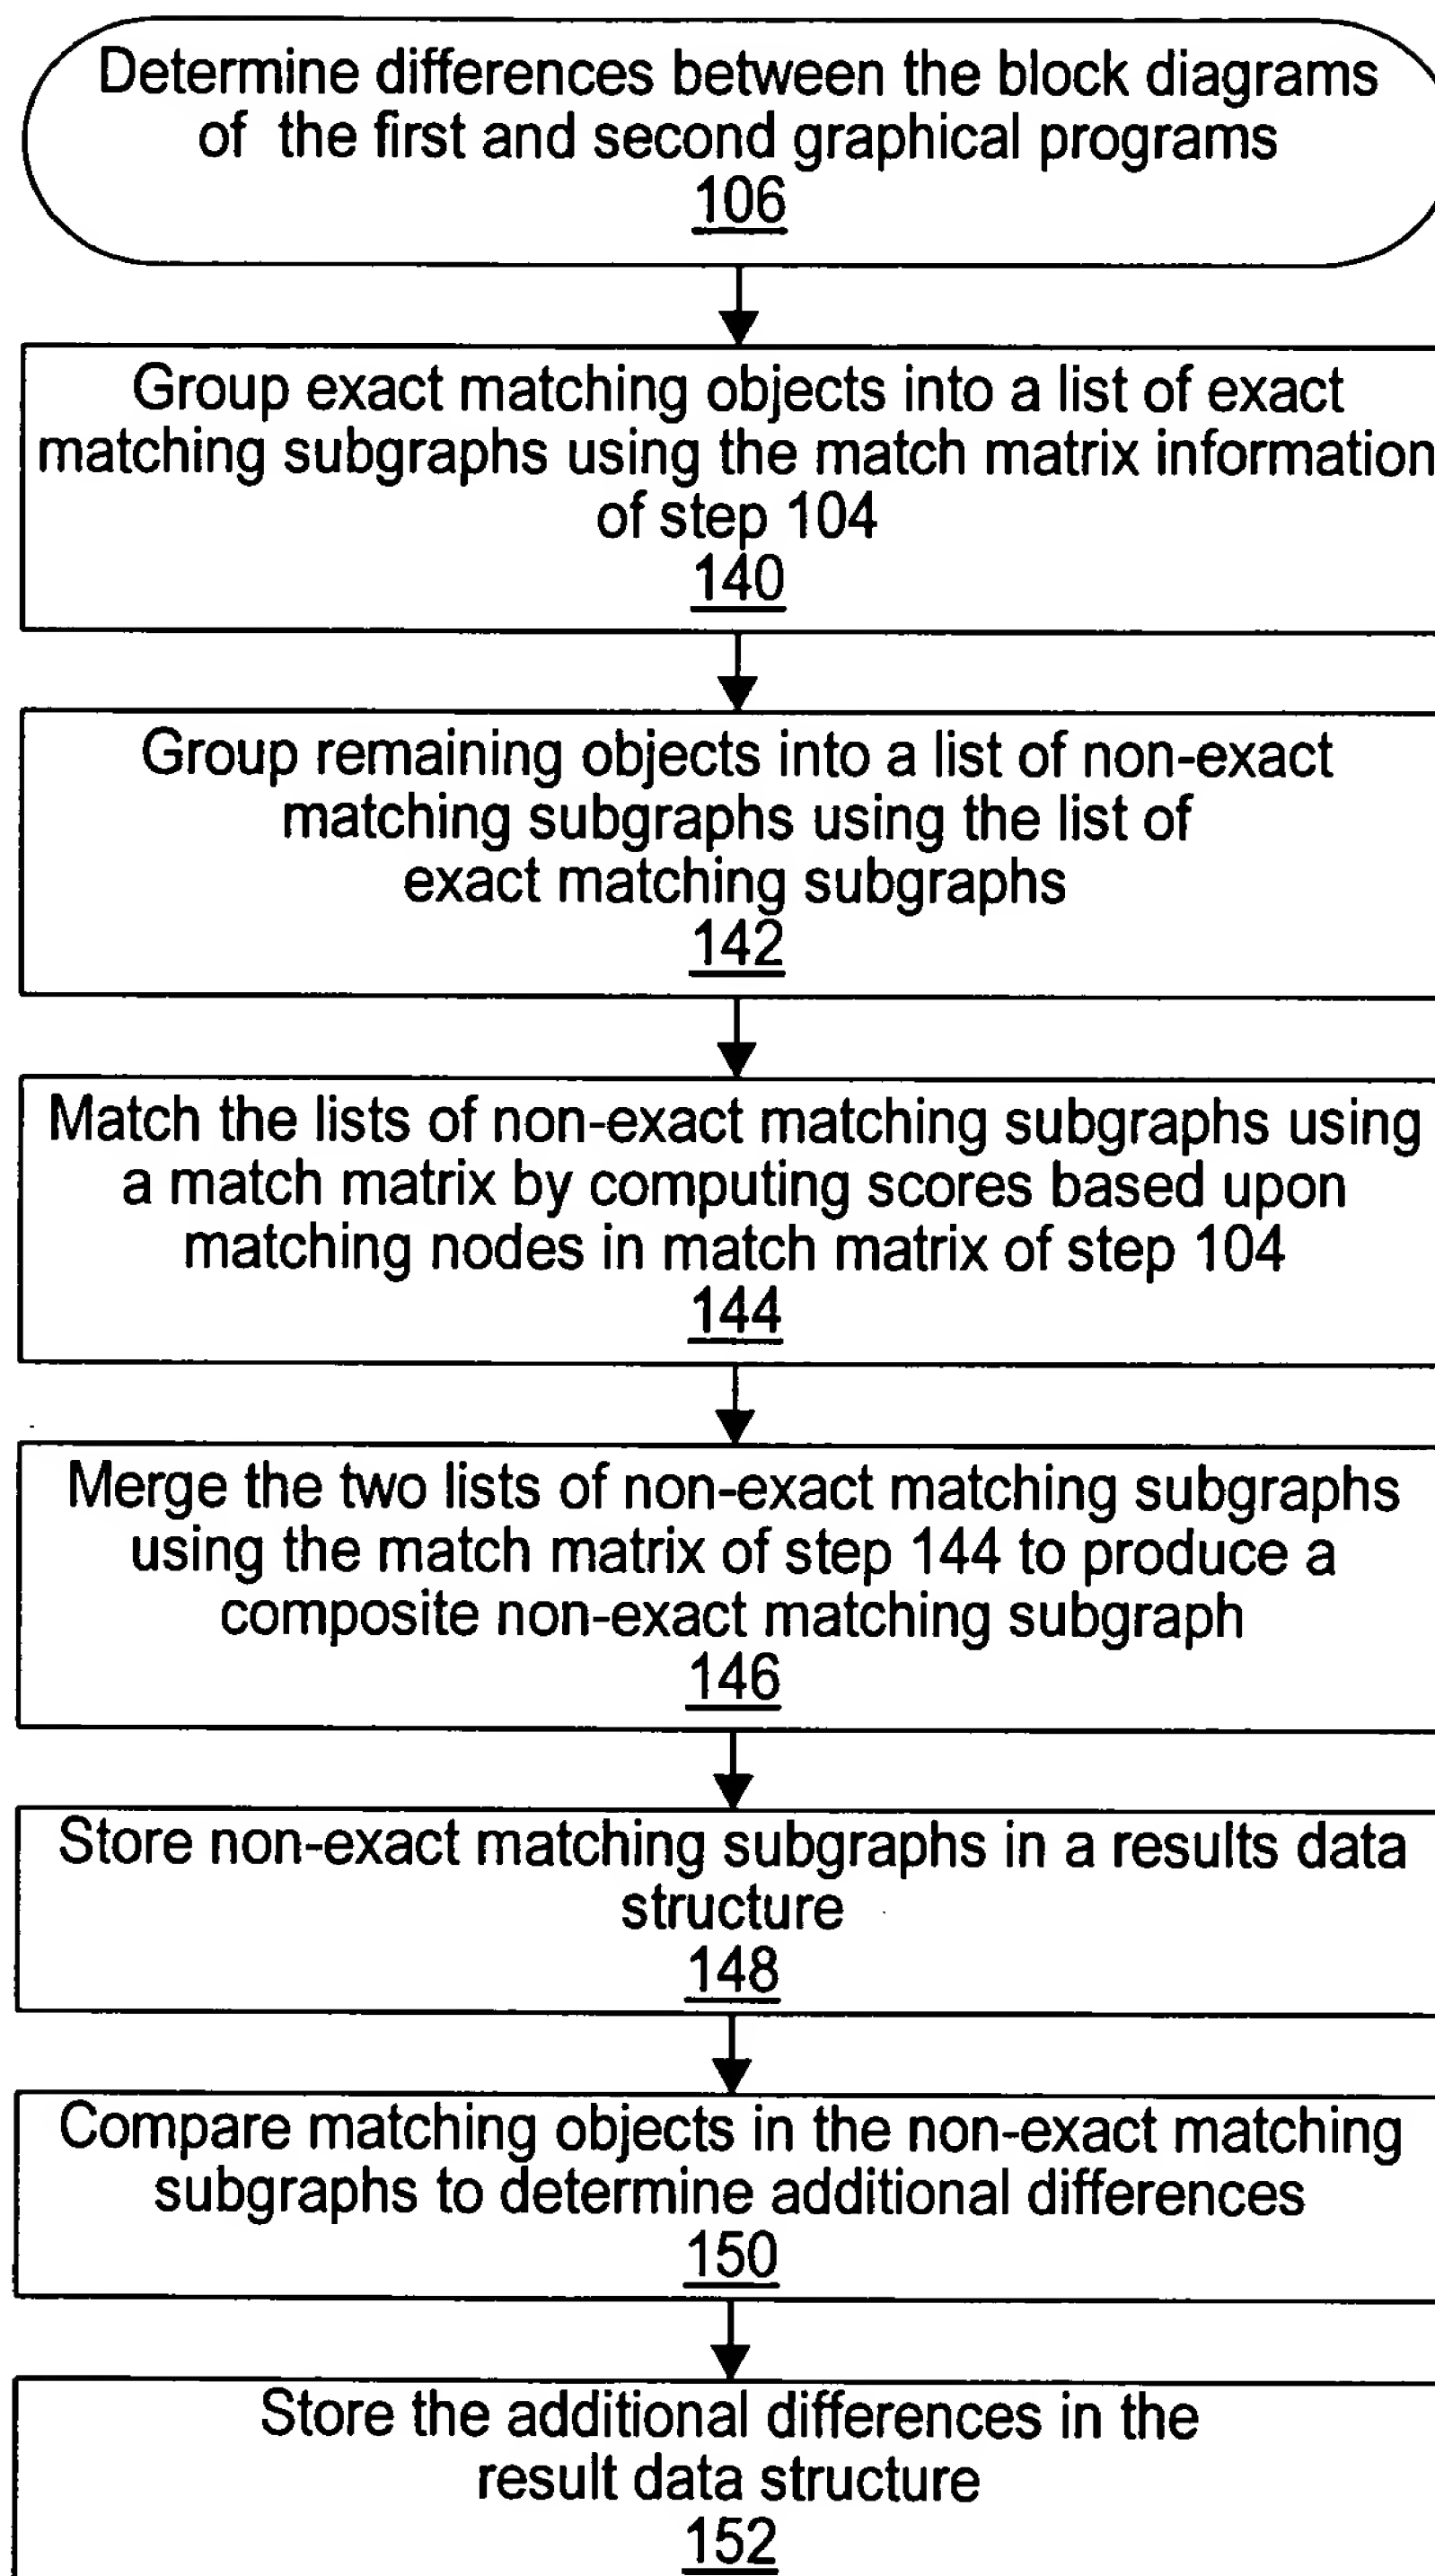 Determine differences between the block diagrams
of the first and second graphical programs
106
Group exact matching objects into a list of exact
matching subgraphs using the match matrix information
of step 104
140
Group remaining objects into a list of non-exact
matching subgraphs using the list of
exact matching subgraphs
142
Match the lists of non-exact matching subgraphs using
a match matrix by computing scores based upon
matching nodes in match matrix of step 104
144
Merge the two lists of non-exact matching subgraphs
using the match matrix of step 144 to produce a
composite non-exact matching subgraph
146
Store non-exact matching subgraphs in a results data
structure
148
Compare matching objects in the non-exact matching
subgraphs to determine additional differences
150
Store the additional differences in the
result data structure
152